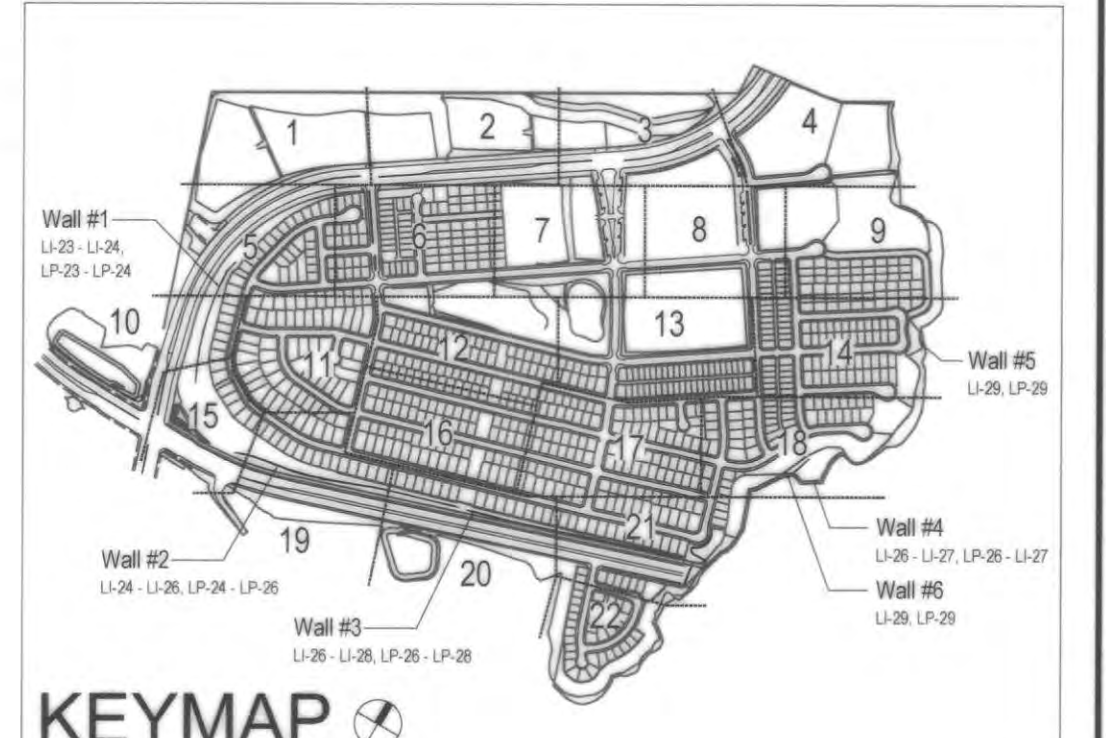 1
2
3
4
Wall #1
LI-23 - LI-24,
LP-23 - LP-24
5
6
7
8
9
10
11
12
13
14
Wall #5
LI-29, LP-29
15
16
17
18
Wall #4
LI-26 - LI-27, LP-26 - LI-27
Wall #2
LI-24 - LI-26, LP-24 - LP-26
19
20
21
Wall #6
LI-29, LP-29
Wall #3
LI-26 - LI-28, LP-26 - LP-28
22
KEYMAP